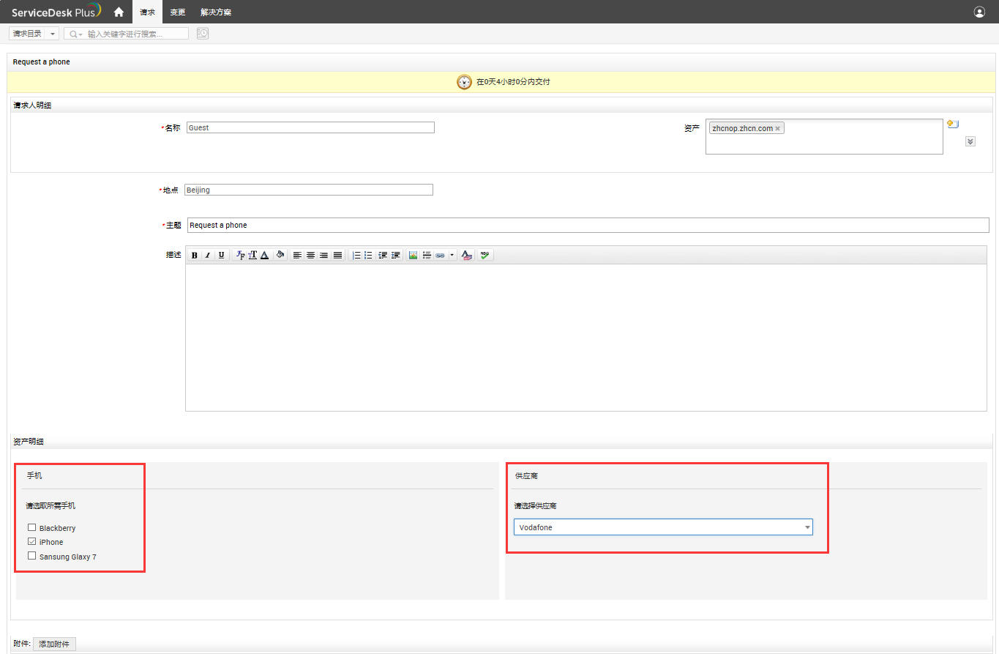 ServiceDesk Plus 请求 变更 解决方案
请求目录 输入关键字进行搜索...
Request a phone
在0天4小时0分内交付
请求人明细
*名称 Guest 资产 zhcnop.zhcn.com
*地点 Beijing
*主题 Request a phone
描述
资产明细
手机
请选取所需手机
Blackberry
iPhone
Sansung Glaxy 7
供应商
请选择供应商
Vodafone
附件: 添加附件